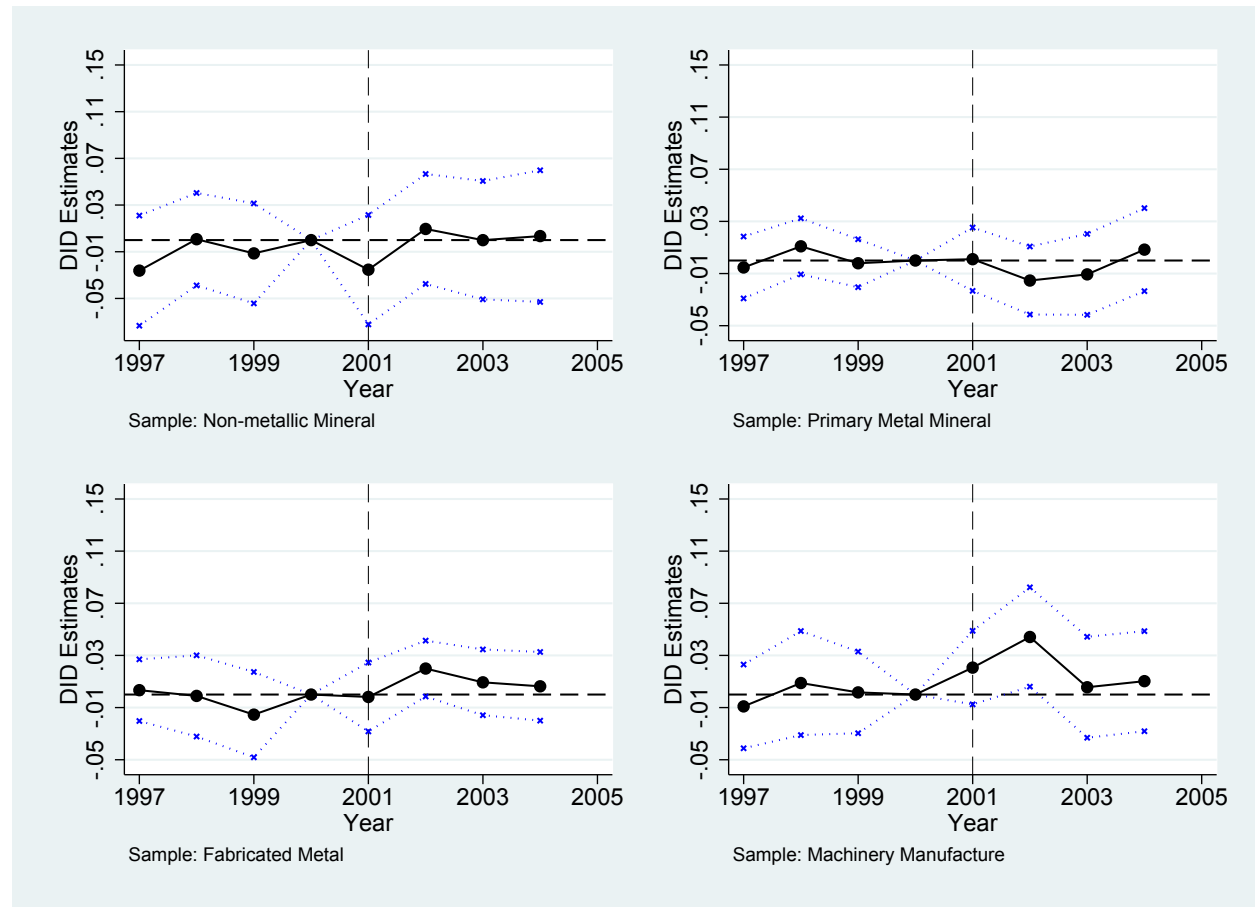 DID Estimates
.15
.11
.07
.03
-.01
-.05
1997 1999 2001 2003 2005
Year
Sample: Non-metallic Mineral
DID Estimates
.15
.11
.07
.03
-.01
-.05
1997 1999 2001 2003 2005
Year
Sample: Primary Metal Mineral
DID Estimates
.15
.11
.07
.03
-.01
-.05
1997 1999 2001 2003 2005
Year
Sample: Fabricated Metal
DID Estimates
.15
.11
.07
.03
-.01
-.05
1997 1999 2001 2003 2005
Year
Sample: Machinery Manufacture